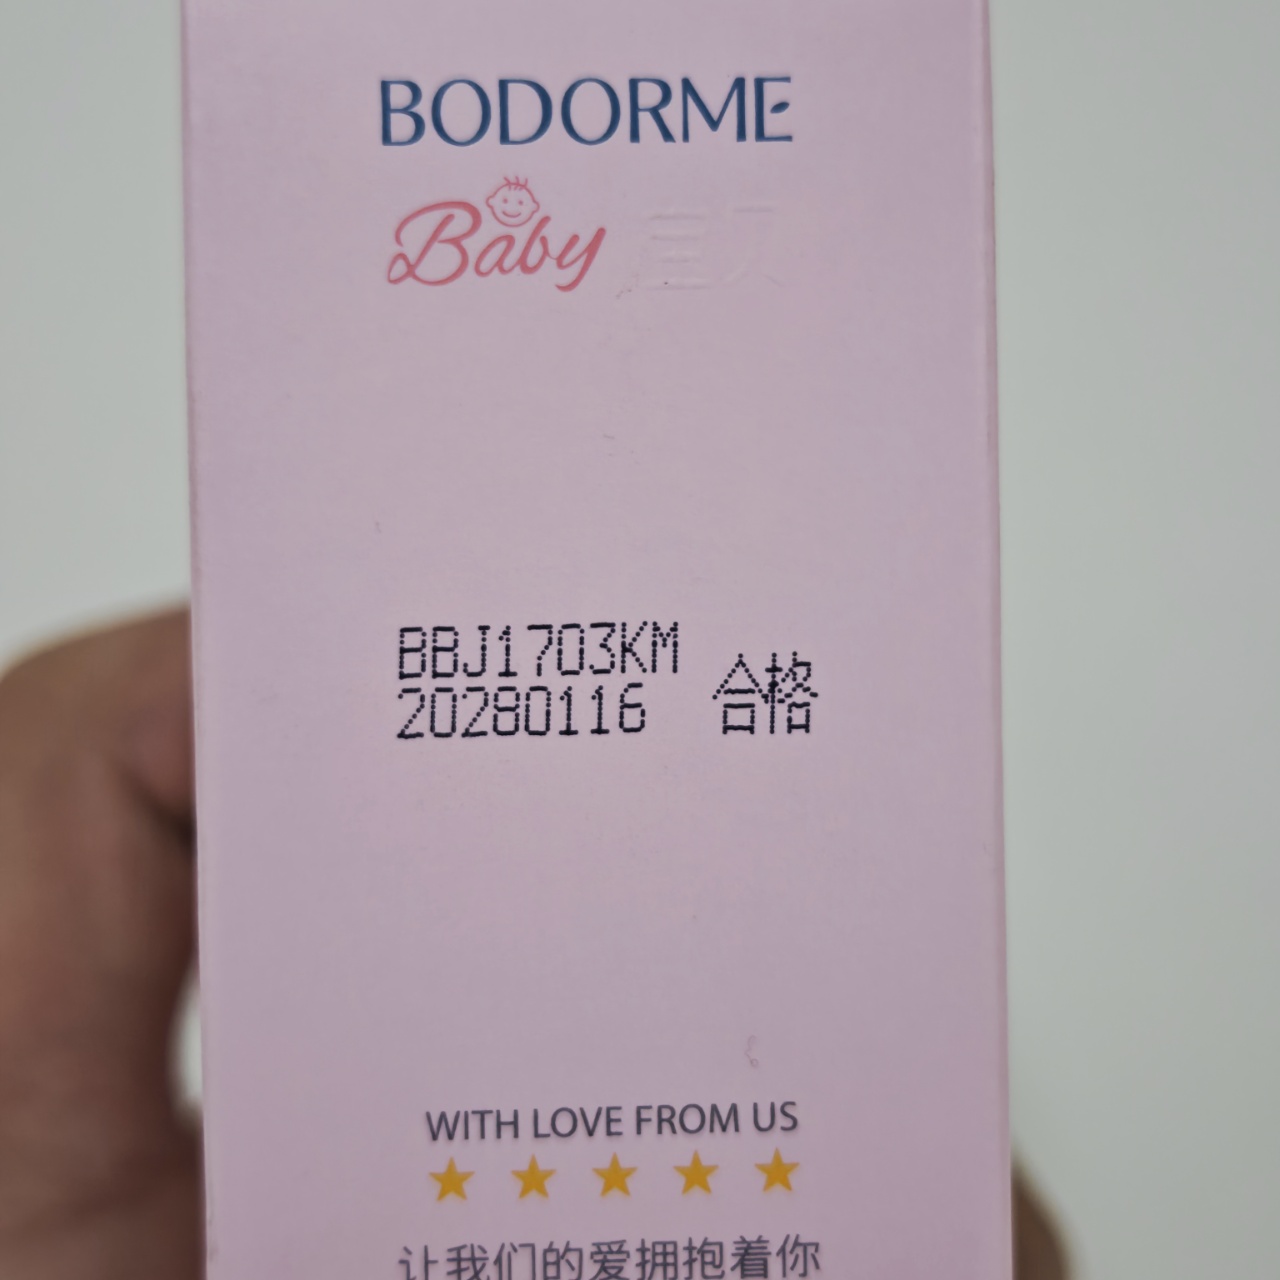 BODORME
Baby
BBJ1703KM
20280116 合格
WITH LOVE FROM US
让我们的爱拥抱着你